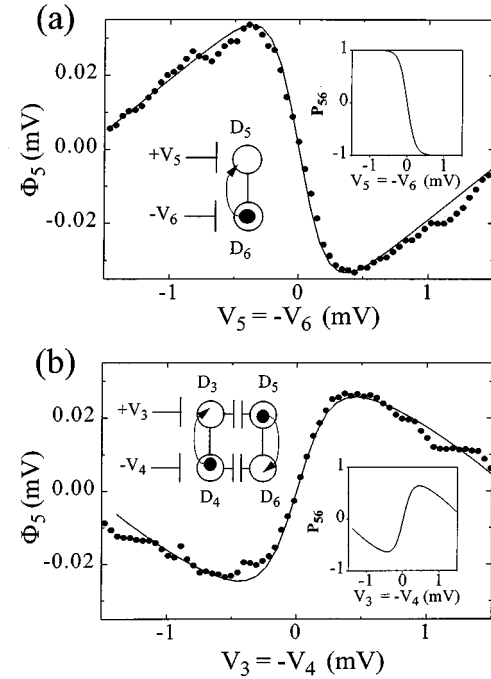 (a)
Φ5 (mV)
0.02
0.00
-0.02
-1
0
1
V5 = -V6 (mV)
D5
+V5
-V6
D6
P56
1
0
-1
-1
0
1
V5 = -V6 (mV)
(b)
Φ5 (mV)
0.02
0.00
-0.02
-1
0
1
V3 = -V4 (mV)
D3
D5
+V3
-V4
D4
D6
P56
1
0
-1
-1
0
1
V3 = -V4 (mV)